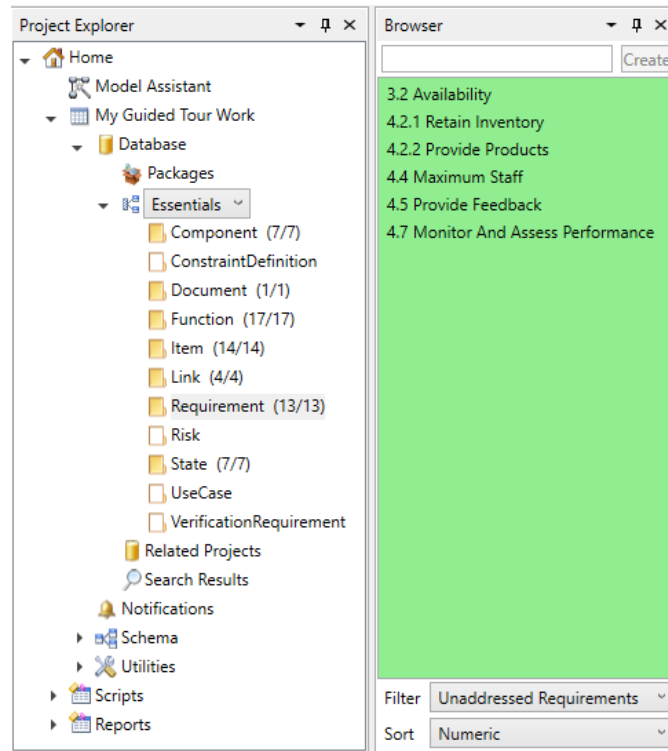 Project Explorer
Home
Model Assistant
My Guided Tour Work
Database
Packages
Essentials
Component (7/7)
ConstraintDefinition
Document (1/1)
Function (17/17)
Item (14/14)
Link (4/4)
Requirement (13/13)
Risk
State (7/7)
UseCase
VerificationRequirement
Related Projects
Search Results
Notifications
Schema
Utilities
Scripts
Reports
Browser
Create
3.2 Availability
4.2.1 Retain Inventory
4.2.2 Provide Products
4.4 Maximum Staff
4.5 Provide Feedback
4.7 Monitor And Assess Performance
Filter Unaddressed Requirements
Sort Numeric